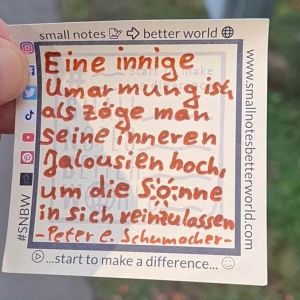 small notes ⇨ better world
Eine innige
Umarmung ist,
als zöge man
seine inneren
Jalousien hoch,
um die Sonne
in sich reinzulassen
-Peter E. Schumacher-
...start to make a difference...
#SNBW
www.smallnotesbetterworld.com